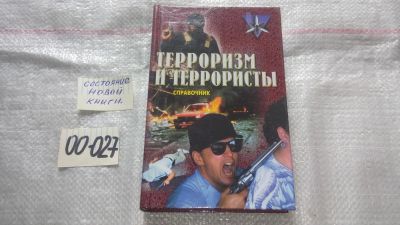 ТЕРРОРИЗМ
И ТЕРРОРИСТЫ
СПРАВОЧНИК
СОСТОЯНИЕ
НОВОЙ
КНИГИ.
00-027